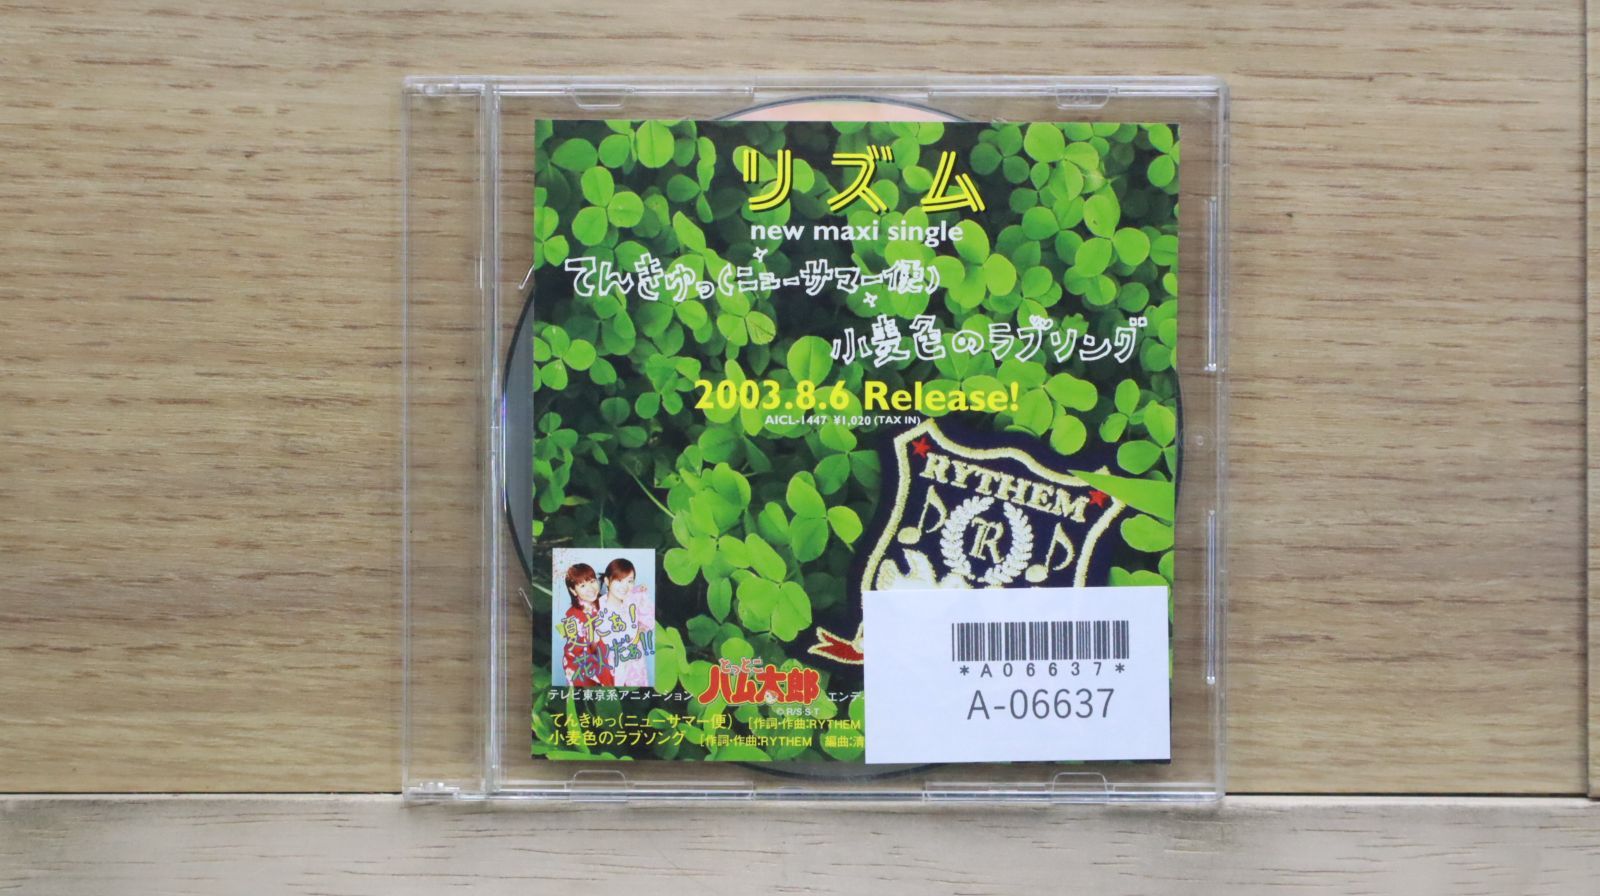 リズム
new maxi single
てんきゅっ(ニューサマー便)
小麦色のラブソング
2003.8.6 Release!
AICL-1447 ¥1,020 (TAX IN)
RYTHEM
R
夏だぁ!
花火だぁ!!
テレビ東京系アニメーション とっとこハム太郎 エンデ
© R/S·S·T
てんきゅっ(ニューサマー便) [作詞・作曲:RYTHEM
小麦色のラブソング [作詞・作曲:RYTHEM 編曲:清
*A06637*
A-06637